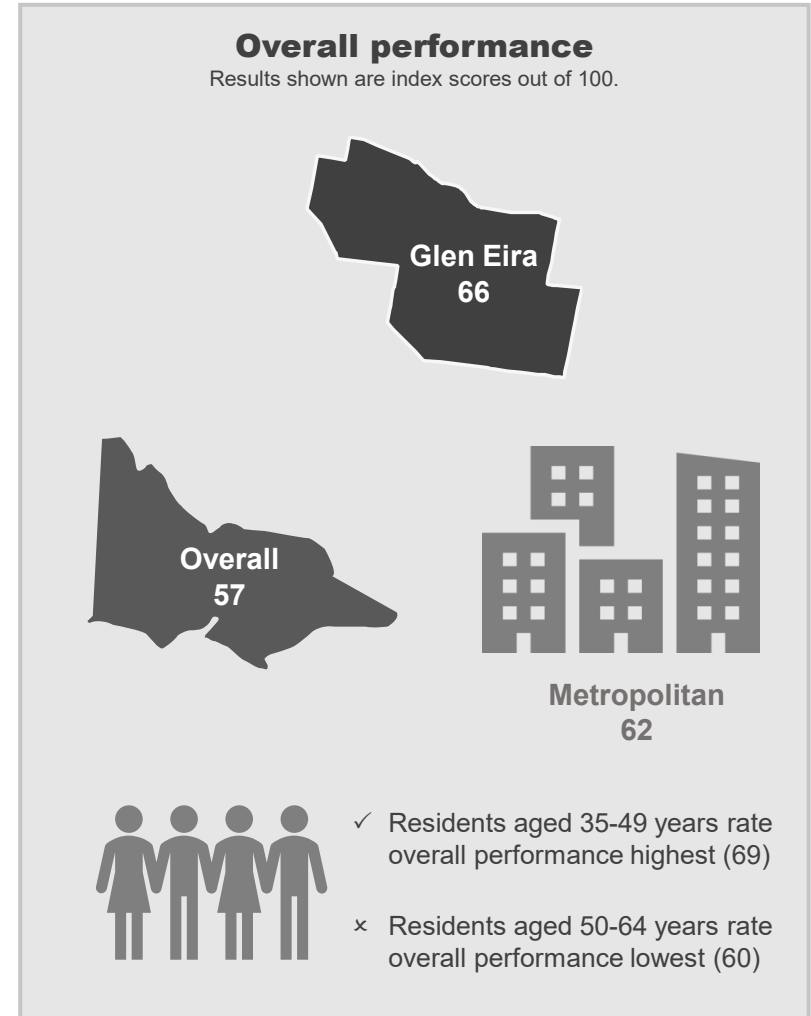 Overall performance
Results shown are index scores out of 100.
Glen Eira
66
Overall
57
Metropolitan
62
✓ Residents aged 35-49 years rate
overall performance highest (69)
× Residents aged 50-64 years rate
overall performance lowest (60)